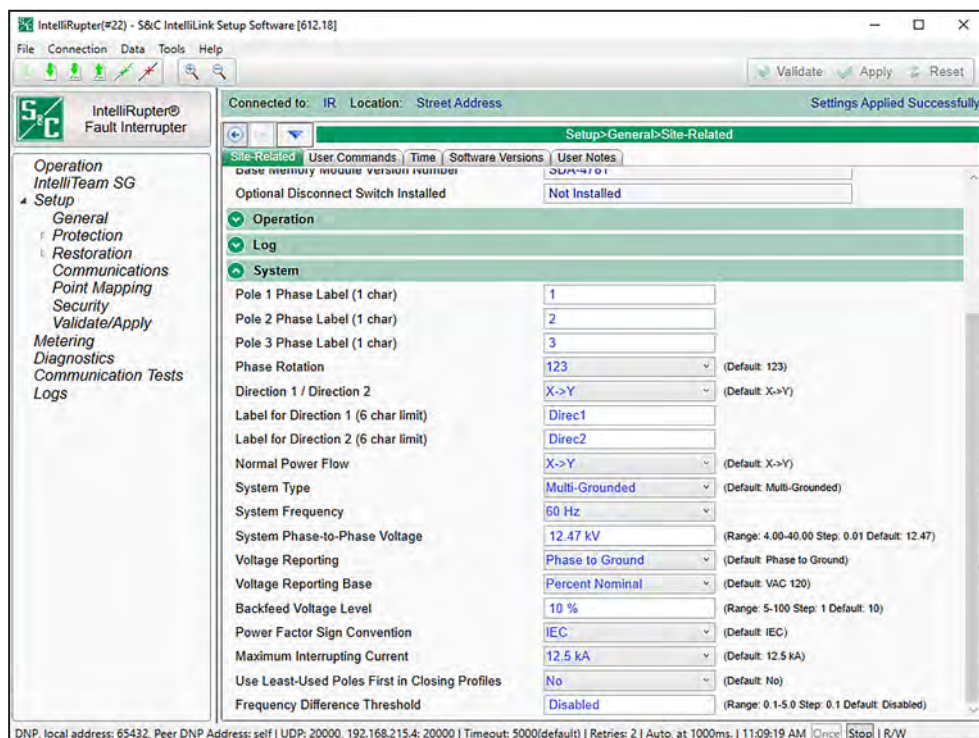 IntelliRupter(#22) - S&C IntelliLink Setup Software [612.18]
File Connection Data Tools Help
Validate Apply Reset
S&C IntelliRupter® Fault Interrupter
Connected to: IR Location: Street Address Settings Applied Successfully
Setup>General>Site-Related
Site-Related User Commands Time Software Versions User Notes
Operation
IntelliTeam SG
Setup
General
Protection
Restoration
Communications
Point Mapping
Security
Validate/Apply
Metering
Diagnostics
Communication Tests
Logs
Base Memory Module Version Number SDA-4781
Optional Disconnect Switch Installed Not Installed
Operation
Log
System
Pole 1 Phase Label (1 char) 1
Pole 2 Phase Label (1 char) 2
Pole 3 Phase Label (1 char) 3
Phase Rotation 123 (Default: 123)
Direction 1 / Direction 2 X->Y (Default: X->Y)
Label for Direction 1 (6 char limit) Direc1
Label for Direction 2 (6 char limit) Direc2
Normal Power Flow X->Y (Default: X->Y)
System Type Multi-Grounded (Default: Multi-Grounded)
System Frequency 60 Hz
System Phase-to-Phase Voltage 12.47 kV (Range: 4.00-40.00 Step: 0.01 Default: 12.47)
Voltage Reporting Phase to Ground (Default: Phase to Ground)
Voltage Reporting Base Percent Nominal (Default: VAC 120)
Backfeed Voltage Level 10 % (Range: 5-100 Step: 1 Default: 10)
Power Factor Sign Convention IEC (Default: IEC)
Maximum Interrupting Current 12.5 kA (Default: 12.5 kA)
Use Least-Used Poles First in Closing Profiles No (Default: No)
Frequency Difference Threshold Disabled (Range: 0.1-5.0 Step: 0.1 Default: Disabled)
DNP, local address: 65432, Peer DNP Address: self | UDP: 20000, 192.168.215.4: 20000 | Timeout: 5000(default) | Retries: 2 | Auto, at 1000ms. | 11:09:19 AM Once Stop | R/W